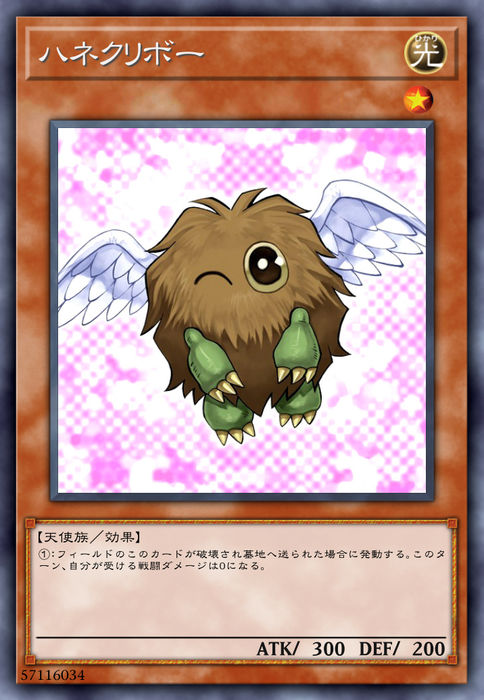 ハネクリボー
ひかり
光
【天使族／効果】
①：フィールドのこのカードが破壊され墓地へ送られた場合に発動する。このタ
ーン、自分が受ける戦闘ダメージは0になる。
ATK/ 300 DEF/ 200
57116034